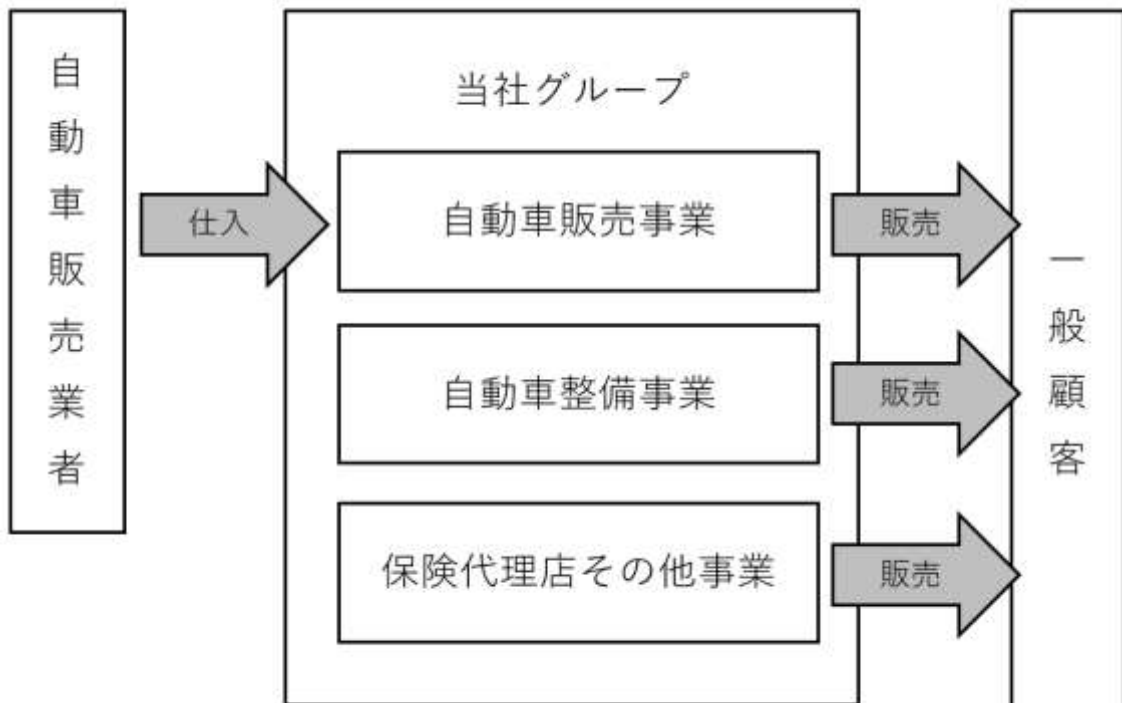 自動車販売業者
当社グループ
仕入
自動車販売事業
販売
自動車整備事業
販売
保険代理店その他事業
販売
一般顧客